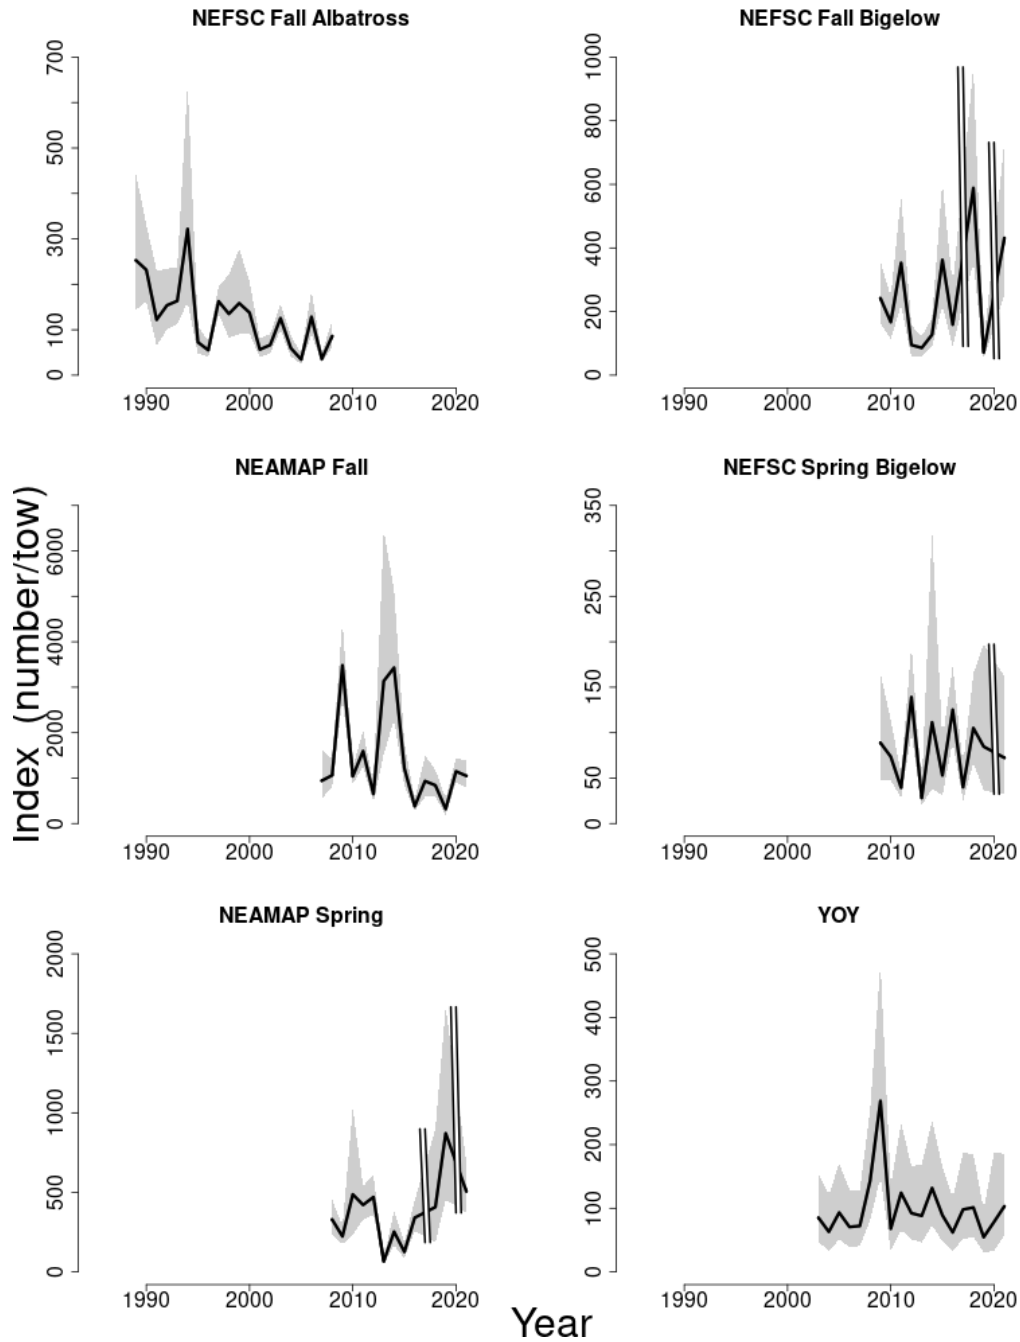 NEFSC Fall Albatross
NEFSC Fall Bigelow
700
500
300
100
0
1990 2000 2010 2020
1000
800
600
400
200
0
1990 2000 2010 2020
NEAMAP Fall
NEFSC Spring Bigelow
Index (number/tow)
6000
4000
2000
0
1990 2000 2010 2020
350
250
150
50
0
1990 2000 2010 2020
NEAMAP Spring
YOY
2000
1500
1000
500
0
1990 2000 2010 2020
500
400
300
200
100
0
1990 2000 2010 2020
Year